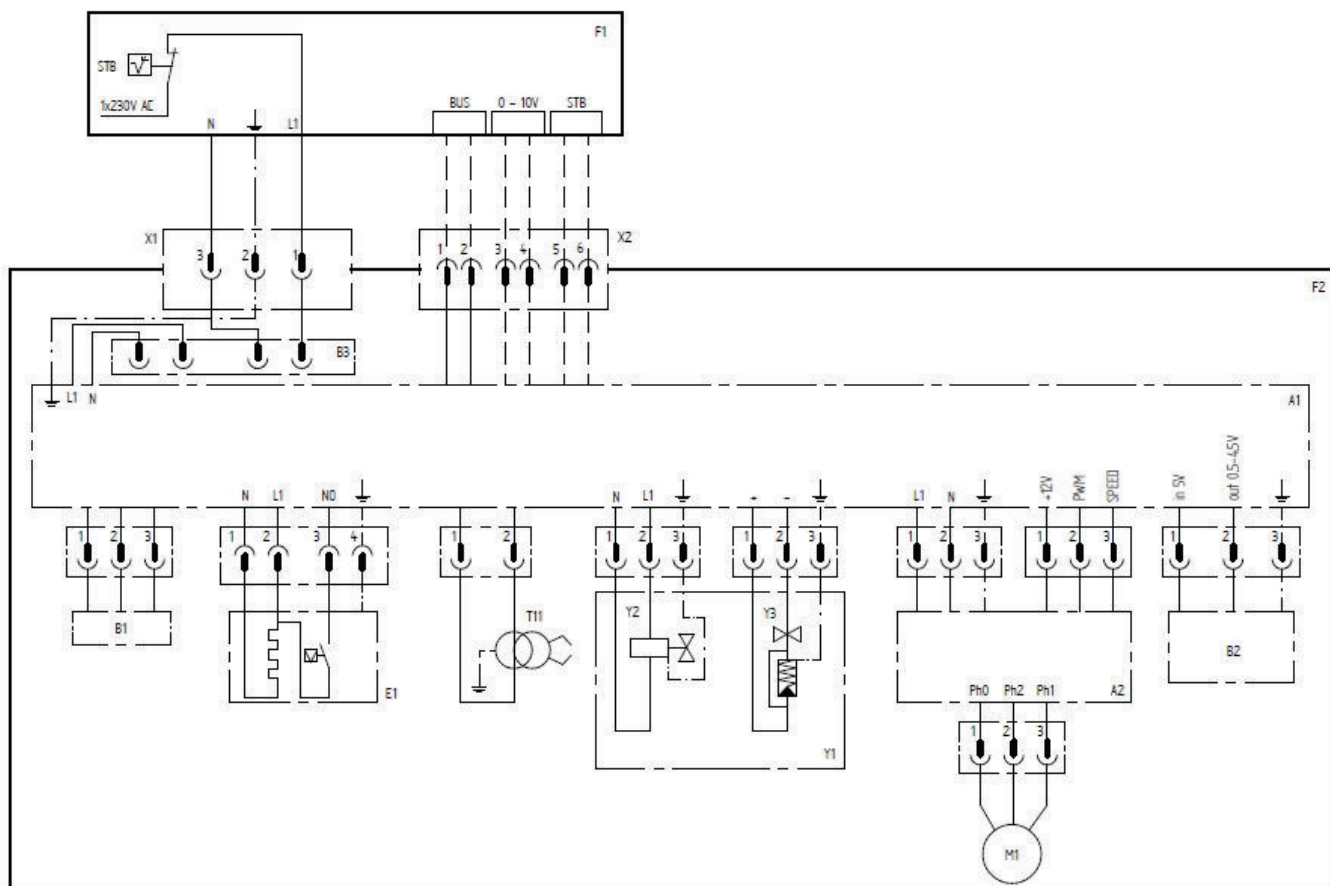 F1
STB
1x230V AC
BUS 0 - 10V STB
N L1
X1 X2
3 2 1
1 2 3 4 5 6
F2
B3
L1 N
A1
N L1 NO
N L1
+ -
L1 N
+12V PWM SPEED
in 5V out 0.5-4.5V
1 2 3
1 2 3 4
1 2
1 2 3
1 2 3
1 2 3
1 2 3
1 2 3
B1
E1
T11
Y2
Y3
Y1
Ph0 Ph2 Ph1
A2
B2
1 2 3
M1